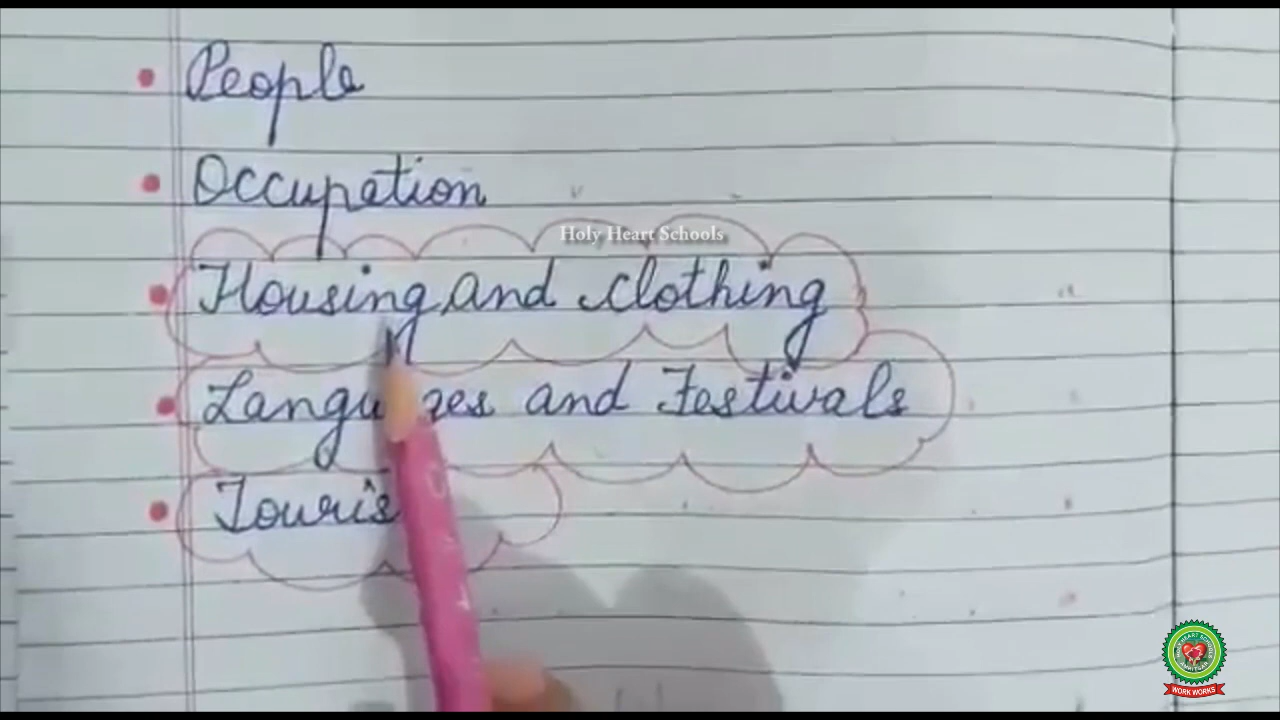 People
Occupation
Holy Heart Schools
Housing and Clothing
and Festivals
WORK WORKS